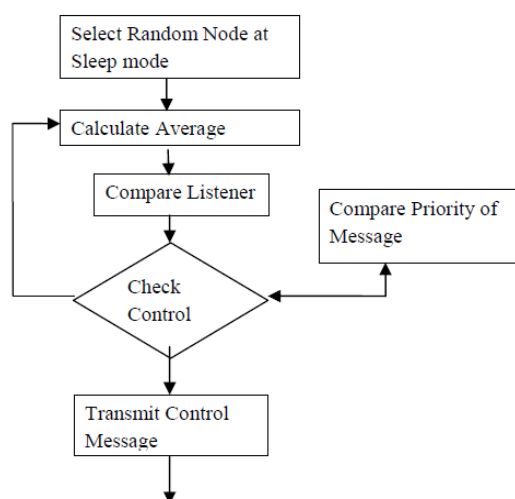 Select Random Node at
Sleep mode
Calculate Average
Compare Listener
Compare Priority of
Message
Check
Control
Transmit Control
Message